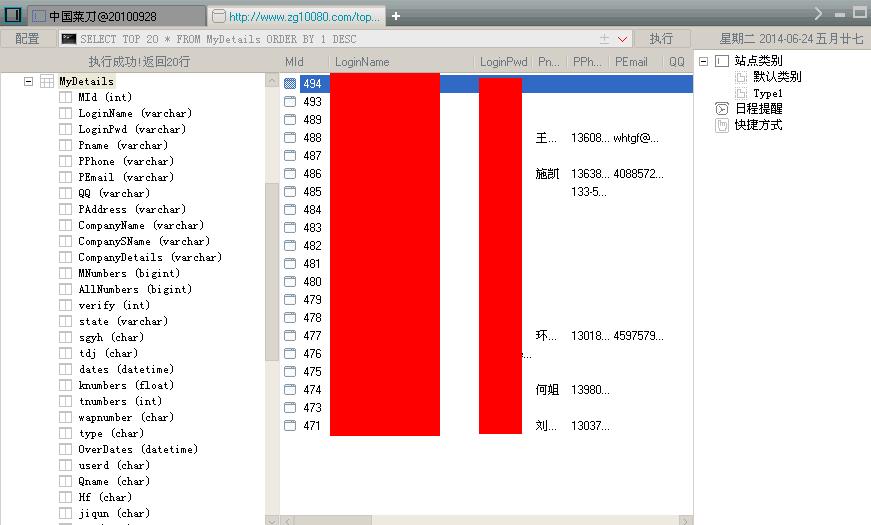 中国菜刀@20100928
http://www.zg10080.com/top...
配置
SELECT TOP 20 * FROM MyDetails ORDER BY 1 DESC
执行
星期二 2014-06-24 五月廿七
执行成功!返回20行
MyDetails
MId (int)
LoginName (varchar)
LoginPwd (varchar)
Pname (varchar)
PPhone (varchar)
PEmail (varchar)
QQ (varchar)
PAddress (varchar)
CompanyName (varchar)
CompanySName (varchar)
CompanyDetails (varchar)
MNumbers (bigint)
AllNumbers (bigint)
verify (int)
state (varchar)
sgyh (char)
tdj (char)
dates (datetime)
knumbers (float)
tnumbers (int)
wapnumber (char)
type (char)
OverDates (datetime)
userd (char)
Qname (char)
Hf (char)
jiqun (char)
MId LoginName LoginPwd Pn... PPh... PEmail QQ
494
493
489
488 王... 13608... whtgf@...
487
486 施凯 13638... 4088572...
485 133-5...
484
483
482
481
480
479
478
477 环... 13018... 4597579...
476 ...
475
474 何姐 13980...
473
471 刘... 13037...
站点类别
默认类别
Type1
日程提醒
快捷方式